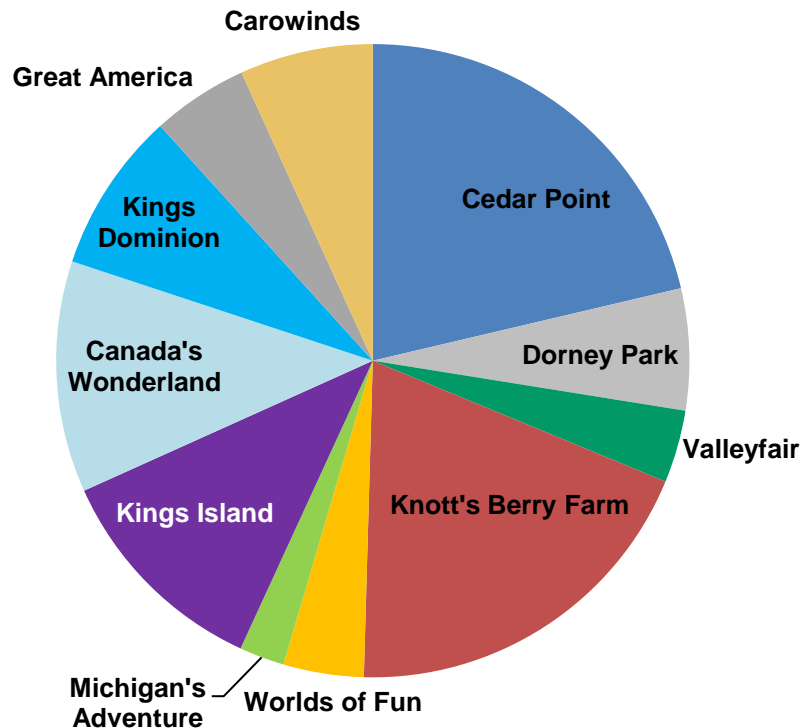 Carowinds
Great America
Cedar Point
Kings
Dominion
Canada's
Wonderland
Dorney Park
Valleyfair
Knott's Berry Farm
Kings Island
Michigan's
Adventure
Worlds of Fun